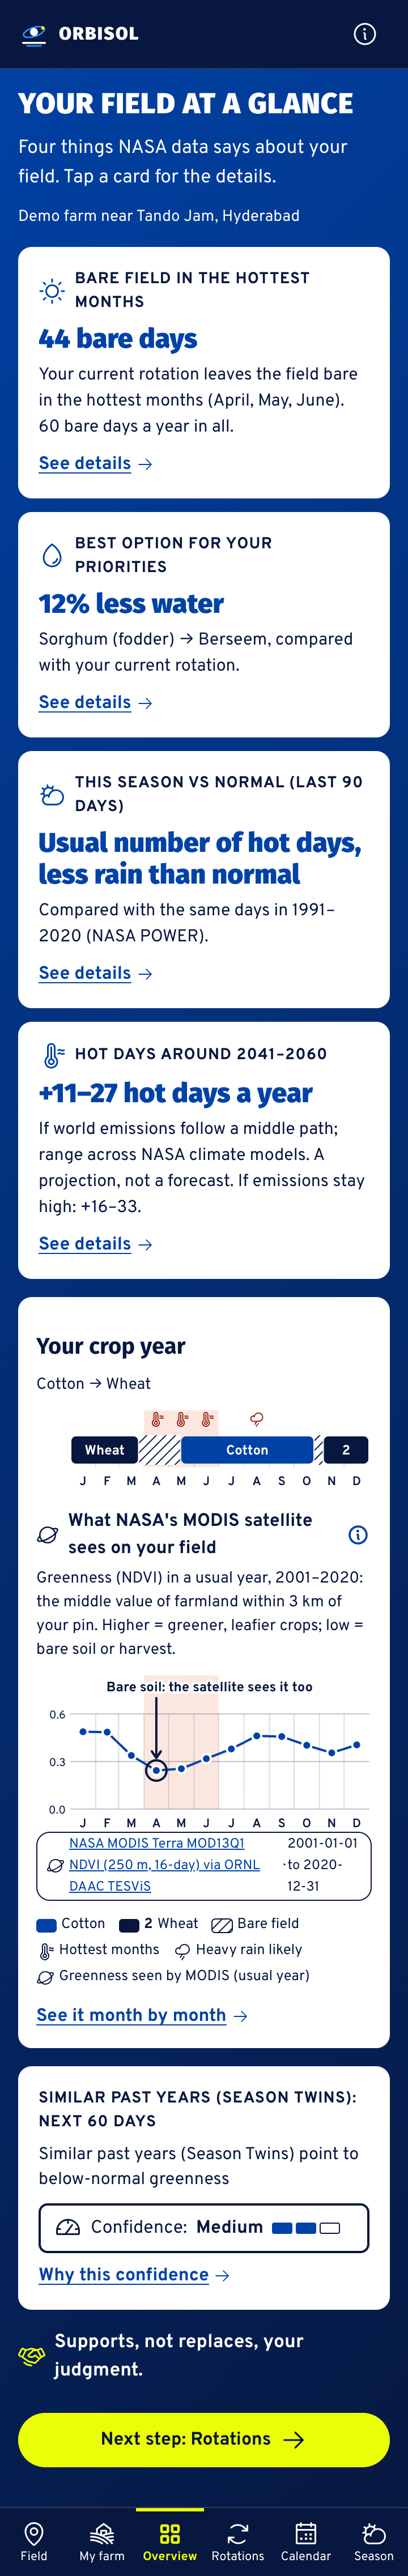 ORBISOL
YOUR FIELD AT A GLANCE
Four things NASA data says about your
field. Tap a card for the details.
Demo farm near Tando Jam, Hyderabad
BARE FIELD IN THE HOTTEST
MONTHS
44 bare days
Your current rotation leaves the field bare
in the hottest months (April, May, June).
60 bare days a year in all.
See details →
BEST OPTION FOR YOUR
PRIORITIES
12% less water
Sorghum (fodder) → Berseem, compared
with your current rotation.
See details →
THIS SEASON VS NORMAL (LAST 90
DAYS)
Usual number of hot days,
less rain than normal
Compared with the same days in 1991–
2020 (NASA POWER).
See details →
HOT DAYS AROUND 2041–2060
+11–27 hot days a year
If world emissions follow a middle path;
range across NASA climate models. A
projection, not a forecast. If emissions stay
high: +16–33.
See details →
Your crop year
Cotton → Wheat
Wheat Cotton 2
J F M A M J J A S O N D
What NASA's MODIS satellite
sees on your field
Greenness (NDVI) in a usual year, 2001–2020:
the middle value of farmland within 3 km of
your pin. Higher = greener, leafier crops; low =
bare soil or harvest.
Bare soil: the satellite sees it too
0.6
0.3
0.0
J F M A M J J A S O N D
NASA MODIS Terra MOD13Q1
NDVI (250 m, 16-day) via ORNL
DAAC TESViS
· 2001-01-01
to 2020-
12-31
Cotton 2 Wheat Bare field
Hottest months Heavy rain likely
Greenness seen by MODIS (usual year)
See it month by month →
SIMILAR PAST YEARS (SEASON TWINS):
NEXT 60 DAYS
Similar past years (Season Twins) point to
below-normal greenness
Confidence: Medium
Why this confidence →
Supports, not replaces, your
judgment.
Next step: Rotations →
Field My farm Overview Rotations Calendar Season